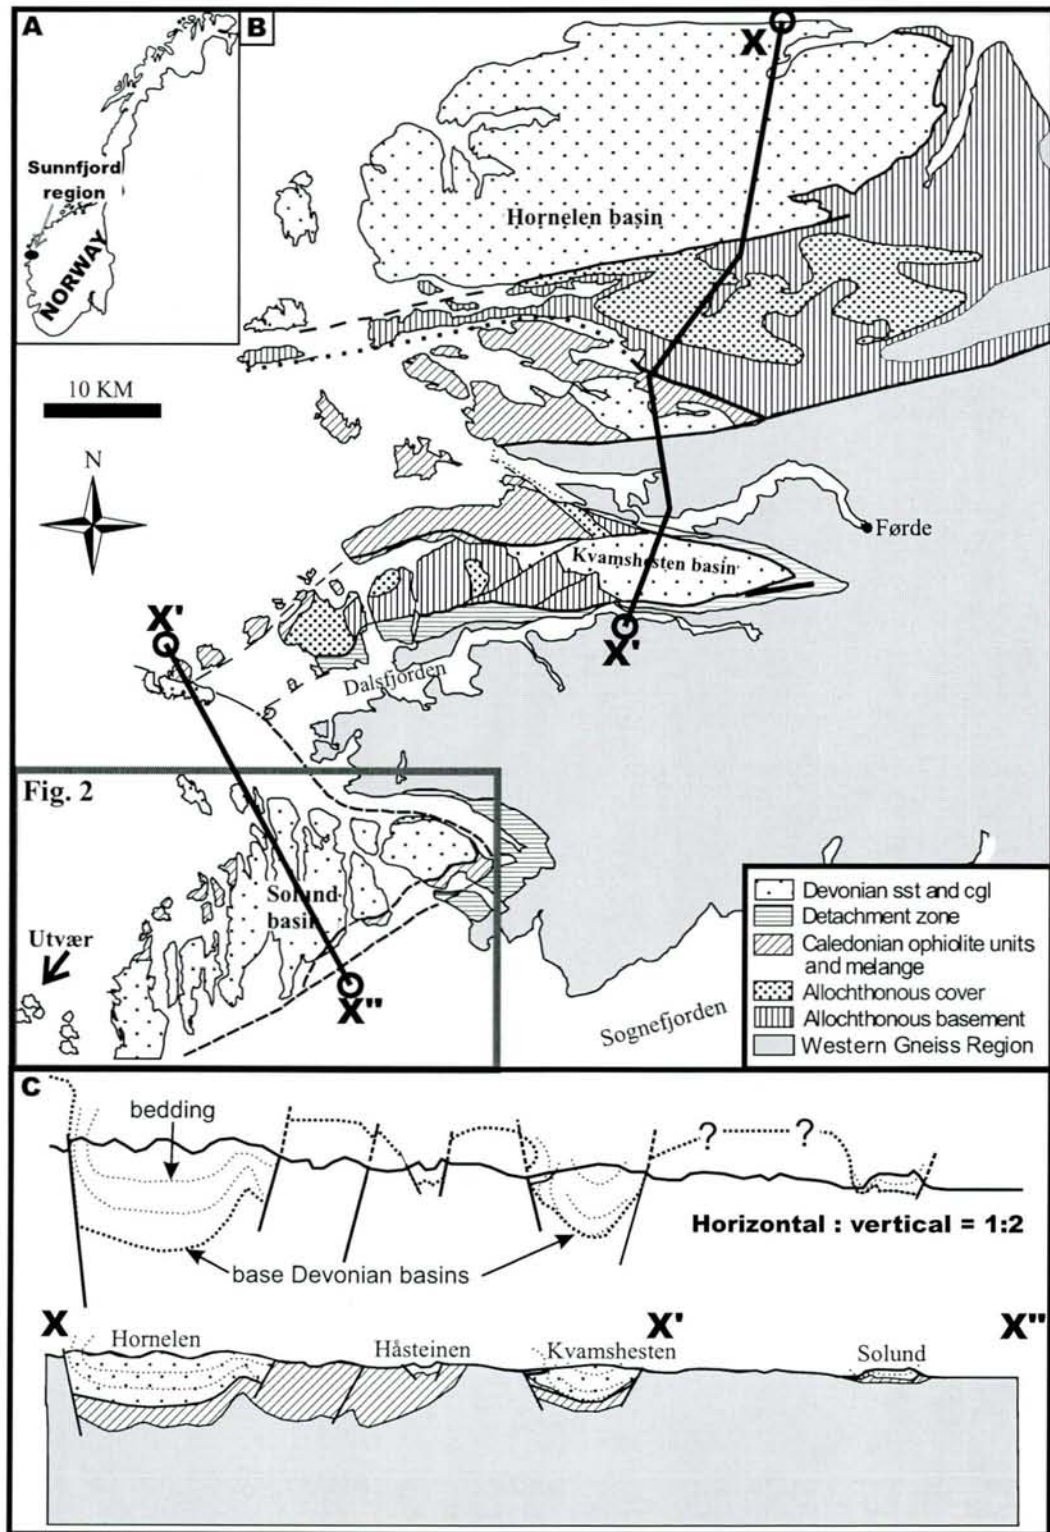 A
B
Sunnfjord
region
NORWAY
10 KM
N
X
Hornelen basin
Førde
Kvamshesten basin
X'
X'
Dalsfjorden
Fig. 2
Solund
basin
Utvær
X"
Sognefjorden
Devonian sst and cgl
Detachment zone
Caledonian ophiolite units
and melange
Allochthonous cover
Allochthonous basement
Western Gneiss Region
C
bedding
? ?
Horizontal : vertical = 1:2
base Devonian basins
X X' X"
Hornelen Håsteinen Kvamshesten Solund